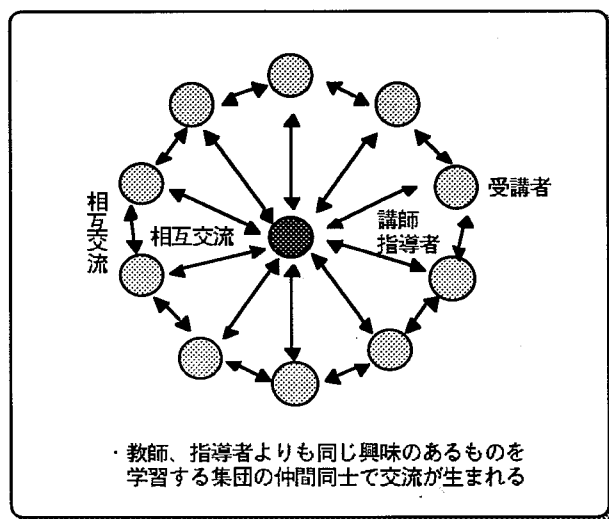 受講者
相互交流
相互交流
講師
指導者
・教師、指導者よりも同じ興味のあるものを
学習する集団の仲間同士で交流が生まれる